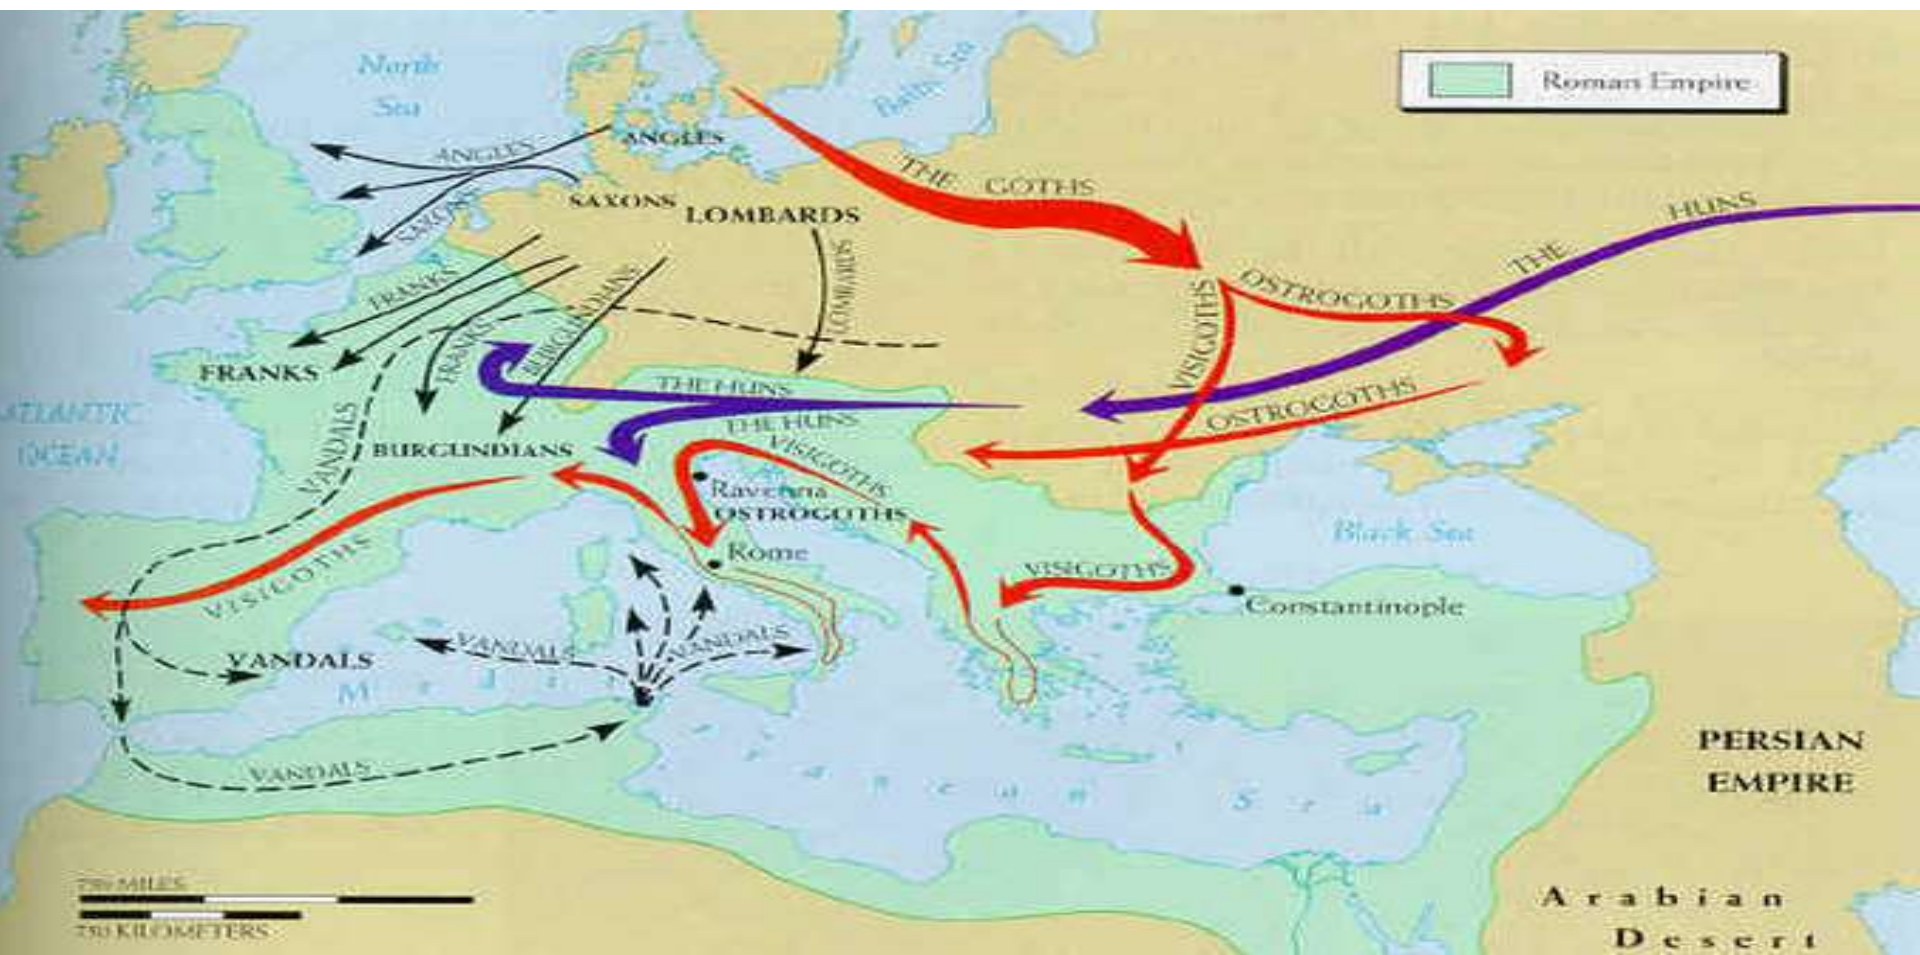 North
Sea
Baltic Sea
Roman Empire
ANGLES
ANGLES
SAXONS
SAXONS
LOMBARDS
LOMBARDS
THE GOTHS
THE HUNS
OSTROGOTHS
VISIGOTHS
OSTROGOTHS
FRANKS
FRANKS
FRANKS
BURGUNDIANS
BURGUNDIANS
THE HUNS
THE HUNS
ATLANTIC
OCEAN
VANDALS
VISIGOTHS
Ravenna
OSTROGOTHS
Rome
Black Sea
VISIGOTHS
Constantinople
VISIGOTHS
VANDALS
VANDALS
VANDALS
VANDALS
Mediterranean Sea
PERSIAN
EMPIRE
750 MILES
750 KILOMETERS
Arabian
Desert